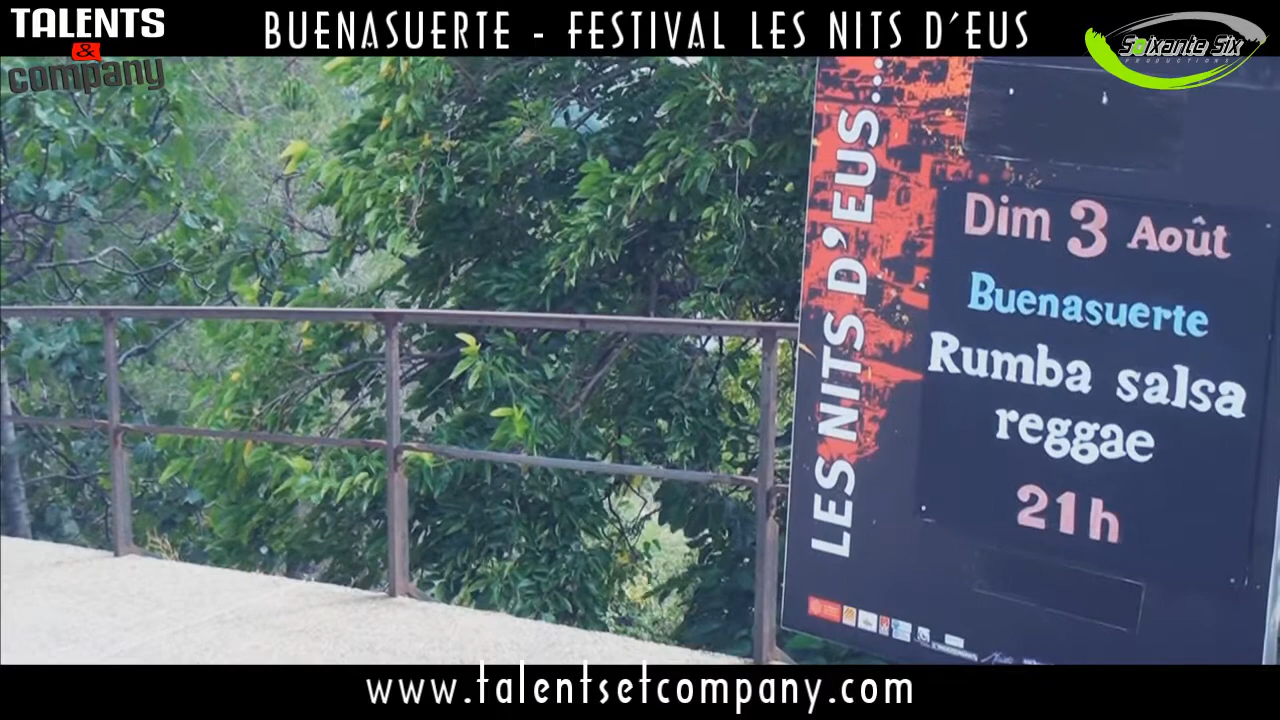 TALENTS
&
company
BUENASUERTE - FESTIVAL LES NITS D'EUS
Soixante Six
PRODUCTIONS
LES NITS D'EUS...
Dim 3 Août
Buenasuerte
Rumba salsa
reggae
21h
www.talentsetcompany.com